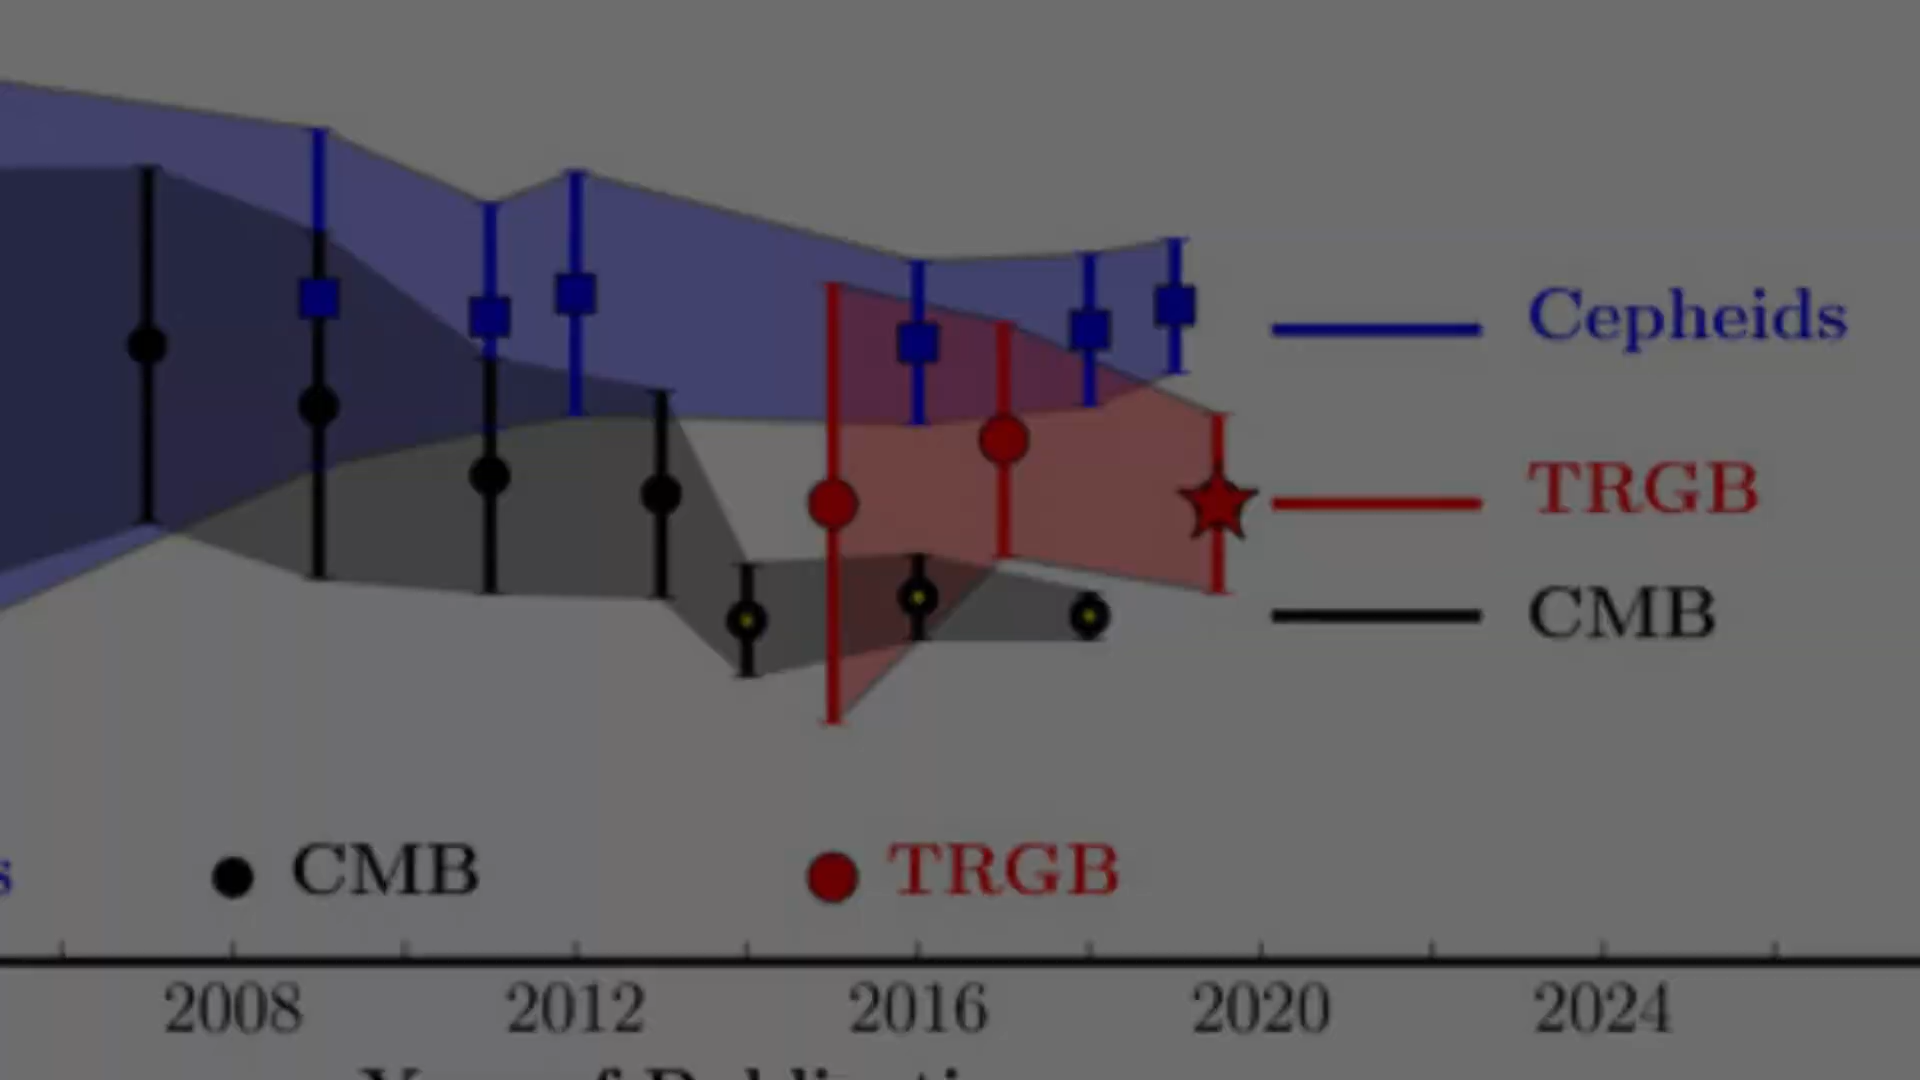 Cepheids
TRGB
CMB
s CMB TRGB
2008 2012 2016 2020 2024